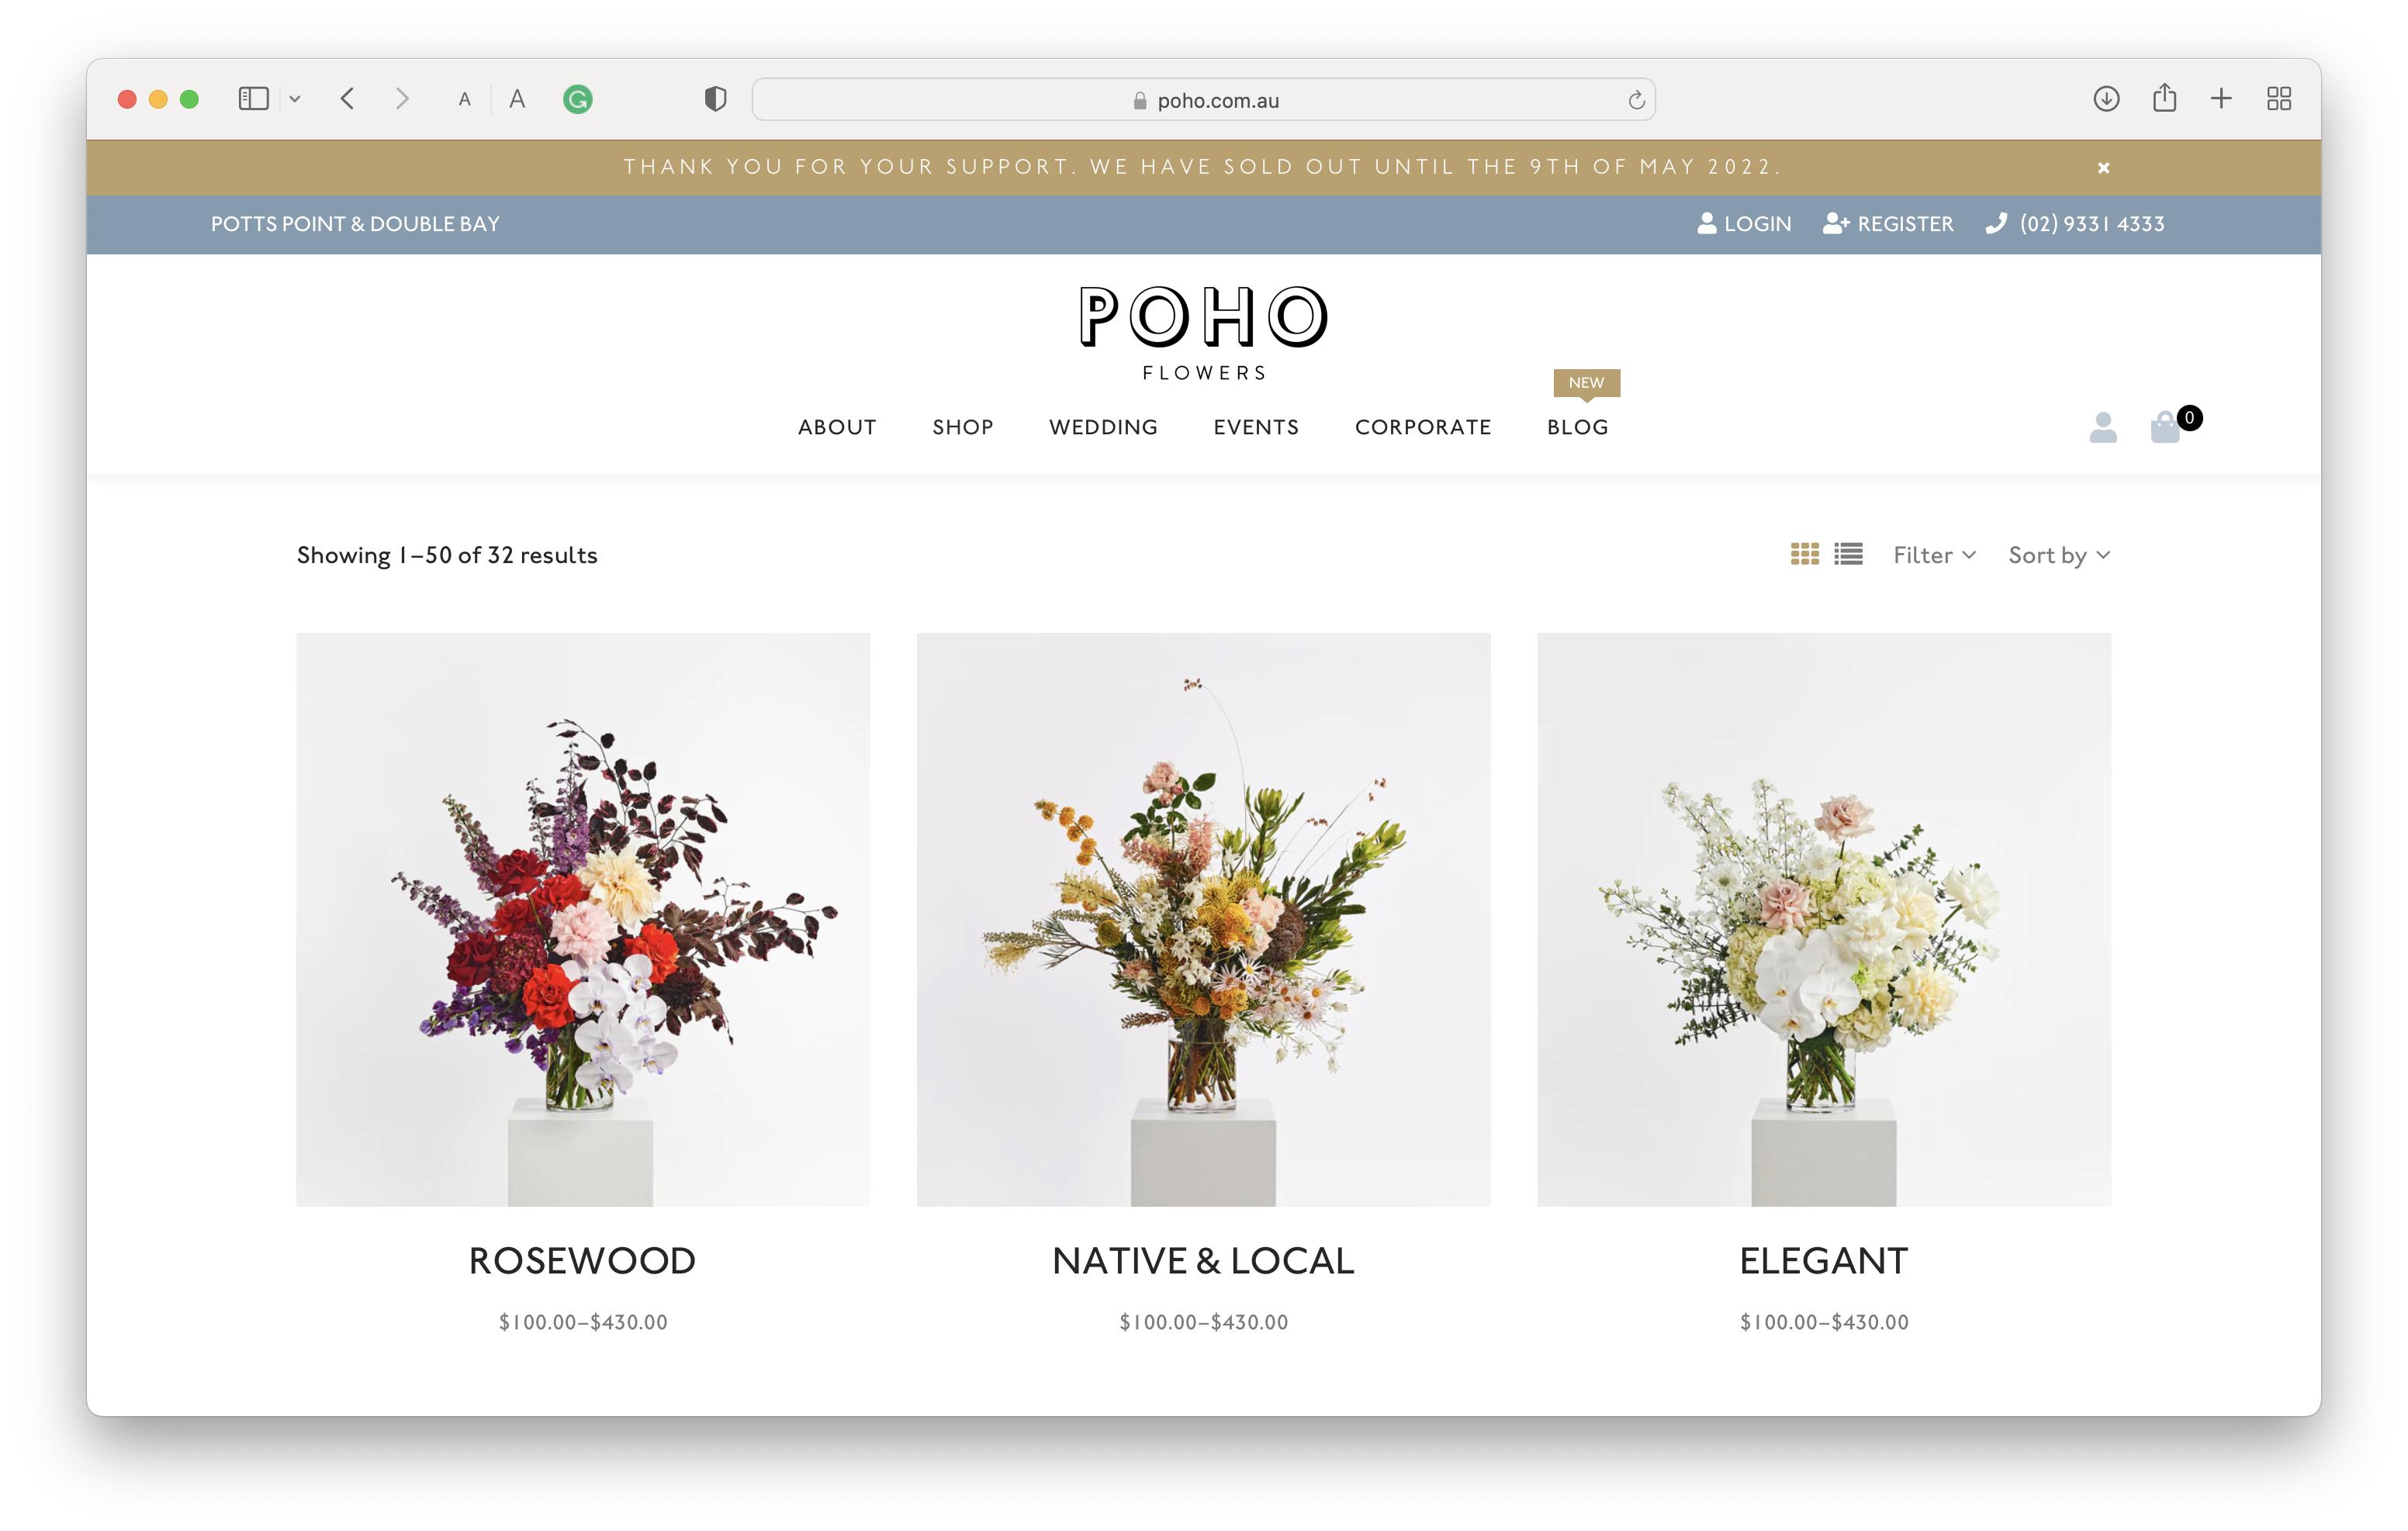 A A
poho.com.au
THANK YOU FOR YOUR SUPPORT. WE HAVE SOLD OUT UNTIL THE 9TH OF MAY 2022.
POTTS POINT & DOUBLE BAY LOGIN REGISTER (02) 9331 4333
POHO
FLOWERS
NEW
ABOUT SHOP WEDDING EVENTS CORPORATE BLOG
0
Showing 1–50 of 32 results Filter Sort by
ROSEWOOD NATIVE & LOCAL ELEGANT
$100.00–$430.00 $100.00–$430.00 $100.00–$430.00